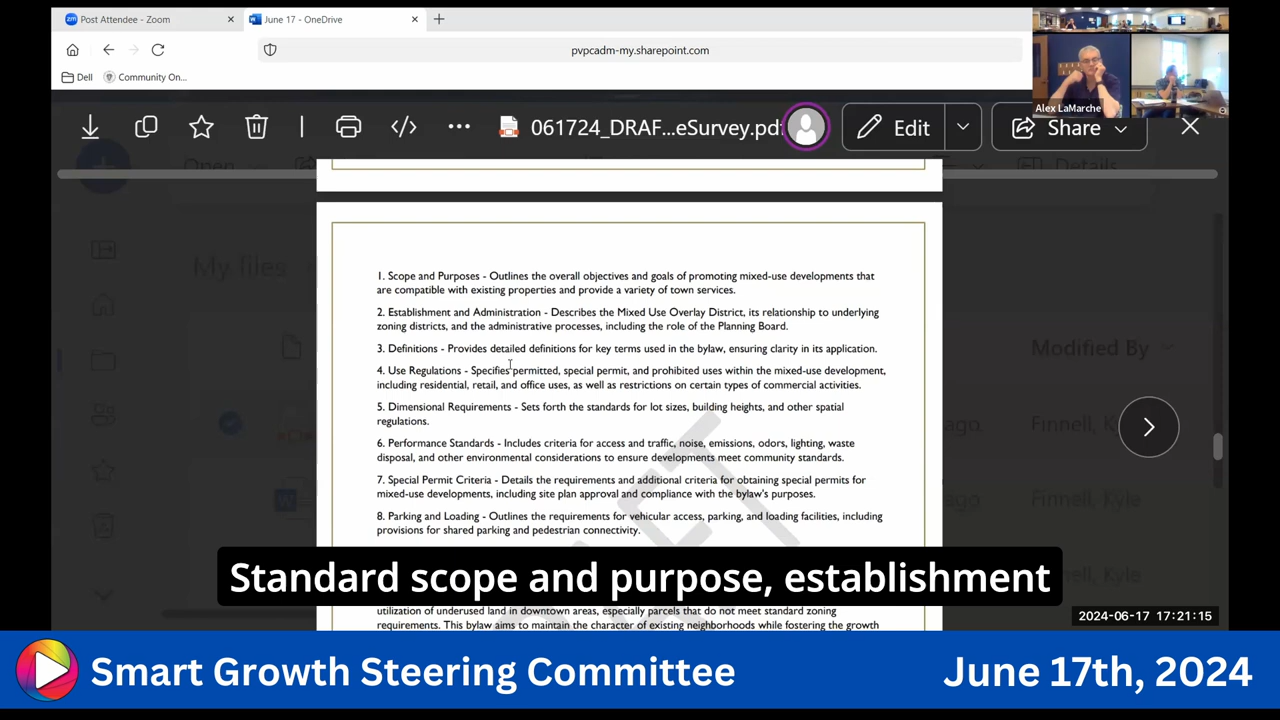 Post Attendee - Zoom
June 17 - OneDrive
pvpcadm-my.sharepoint.com
Dell
Community On...
Alex LaMarche
061724_DRAF...eSurvey.pdf
Edit
Share
Open
Details
My files
Modified By
1. Scope and Purposes - Outlines the overall objectives and goals of promoting mixed-use developments that
are compatible with existing properties and provide a variety of town services.
2. Establishment and Administration - Describes the Mixed Use Overlay District, its relationship to underlying
zoning districts, and the administrative processes, including the role of the Planning Board.
3. Definitions - Provides detailed definitions for key terms used in the bylaw, ensuring clarity in its application.
4. Use Regulations - Specifies permitted, special permit, and prohibited uses within the mixed-use development,
including residential, retail, and office uses, as well as restrictions on certain types of commercial activities.
5. Dimensional Requirements - Sets forth the standards for lot sizes, building heights, and other spatial
regulations.
6. Performance Standards - Includes criteria for access and traffic, noise, emissions, odors, lighting, waste
disposal, and other environmental considerations to ensure developments meet community standards.
7. Special Permit Criteria - Details the requirements and additional criteria for obtaining special permits for
mixed-use developments, including site plan approval and compliance with the bylaw's purposes.
8. Parking and Loading - Outlines the requirements for vehicular access, parking, and loading facilities, including
provisions for shared parking and pedestrian connectivity.
ago
Finnell, Kyle
ago
Finnell, Kyle
Kyle
Standard scope and purpose, establishment
utilization of underused land in downtown areas, especially parcels that do not meet standard zoning
requirements. This bylaw aims to maintain the character of existing neighborhoods while fostering the growth
2024-06-17 17:21:15
Smart Growth Steering Committee
June 17th, 2024